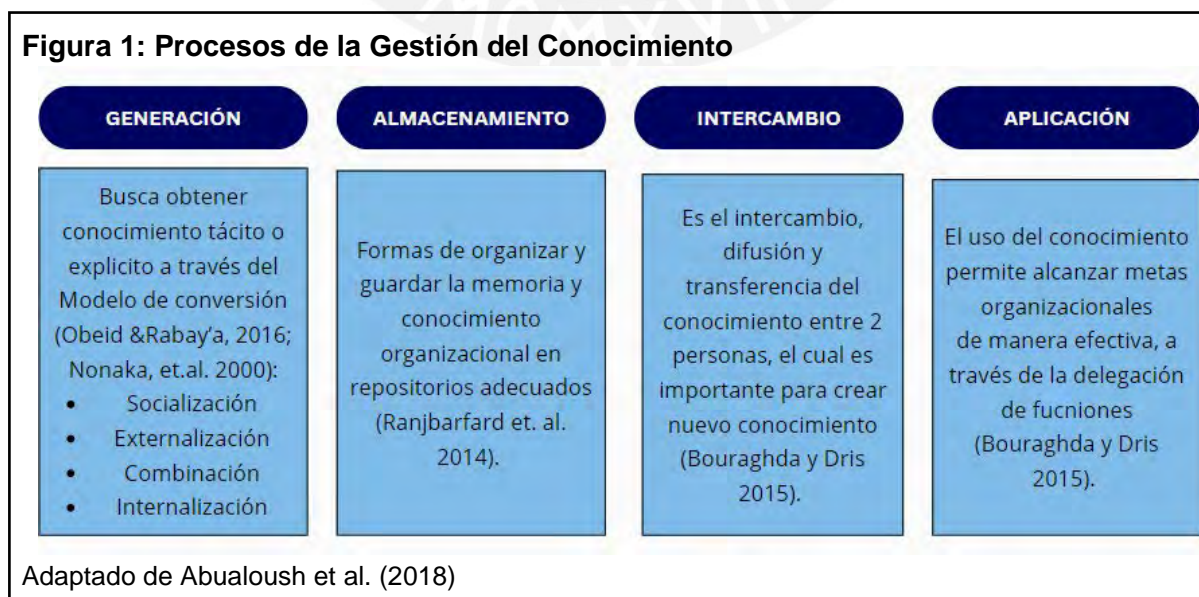 Figura 1: Procesos de la Gestión del Conocimiento
GENERACIÓN
Busca obtener
conocimiento tácito o
explicito a través del
Modelo de conversión
(Obeid &Rabay'a, 2016;
Nonaka, et.al. 2000):
• Socialización
• Externalización
• Combinación
• Internalización
ALMACENAMIENTO
Formas de organizar y
guardar la memoria y
conocimiento
organizacional en
repositorios adecuados
(Ranjbarfard et. al.
2014).
INTERCAMBIO
Es el intercambio,
difusión y
transferencia del
conocimiento entre 2
personas, el cual es
importante para crear
nuevo conocimiento
(Bouraghda y Dris
2015).
APLICACIÓN
El uso del conocimiento
permite alcanzar metas
organizacionales
de manera efectiva, a
través de la delegación
de fucniones
(Bouraghda y Dris
2015).
Adaptado de Abualoush et al. (2018)